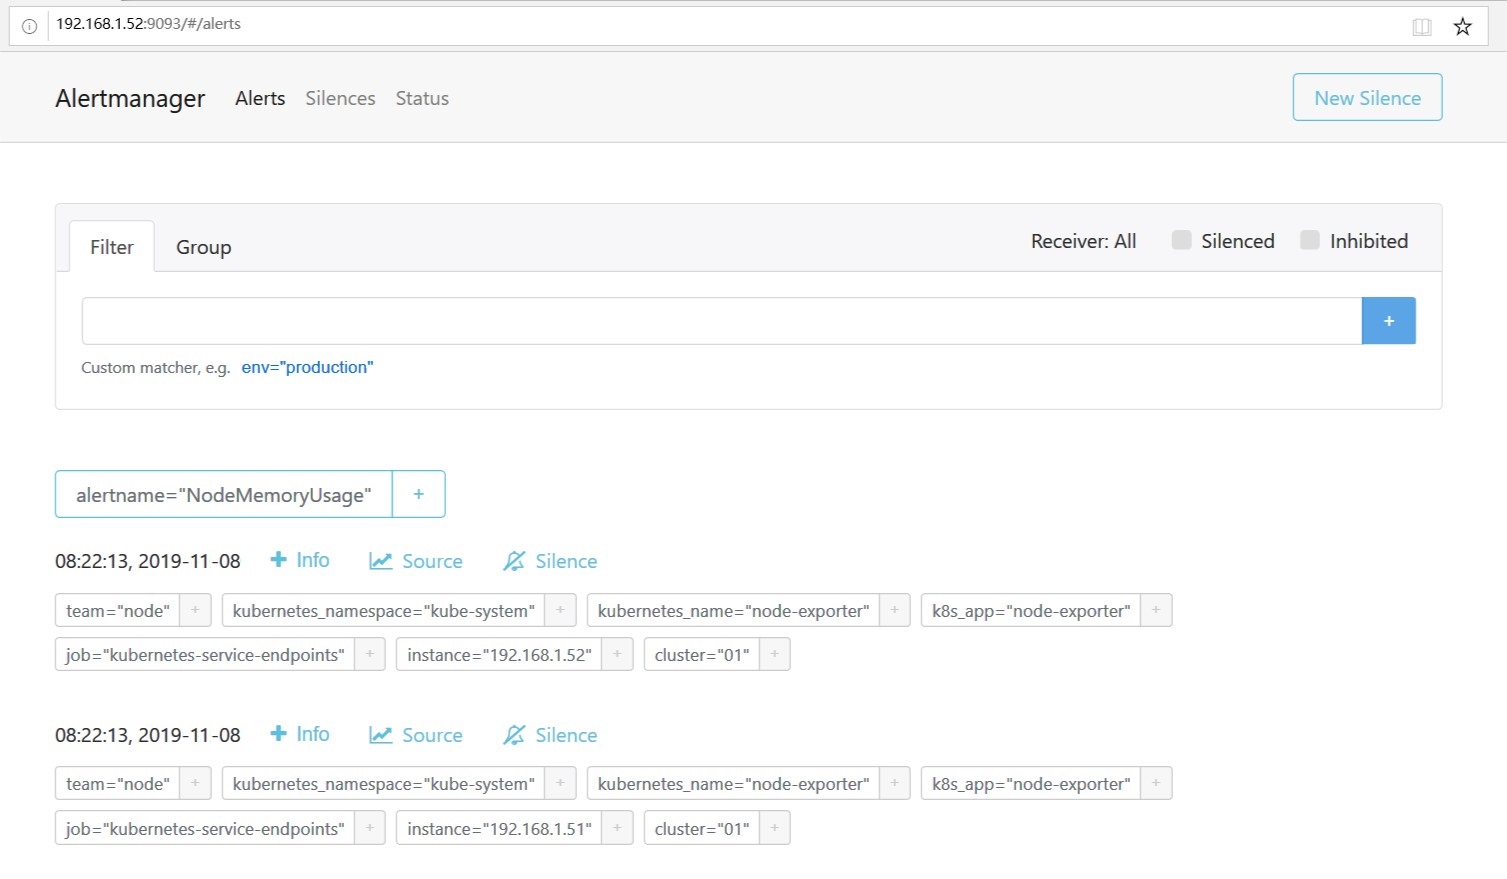 192.168.1.52:9093/#/alerts
Alertmanager Alerts Silences Status New Silence
Filter Group Receiver: All Silenced Inhibited
+
Custom matcher, e.g. env="production"
alertname="NodeMemoryUsage" +
08:22:13, 2019-11-08 + Info Source Silence
team="node" + kubernetes_namespace="kube-system" + kubernetes_name="node-exporter" + k8s_app="node-exporter" +
job="kubernetes-service-endpoints" + instance="192.168.1.52" + cluster="01" +
08:22:13, 2019-11-08 + Info Source Silence
team="node" + kubernetes_namespace="kube-system" + kubernetes_name="node-exporter" + k8s_app="node-exporter" +
job="kubernetes-service-endpoints" + instance="192.168.1.51" + cluster="01" +